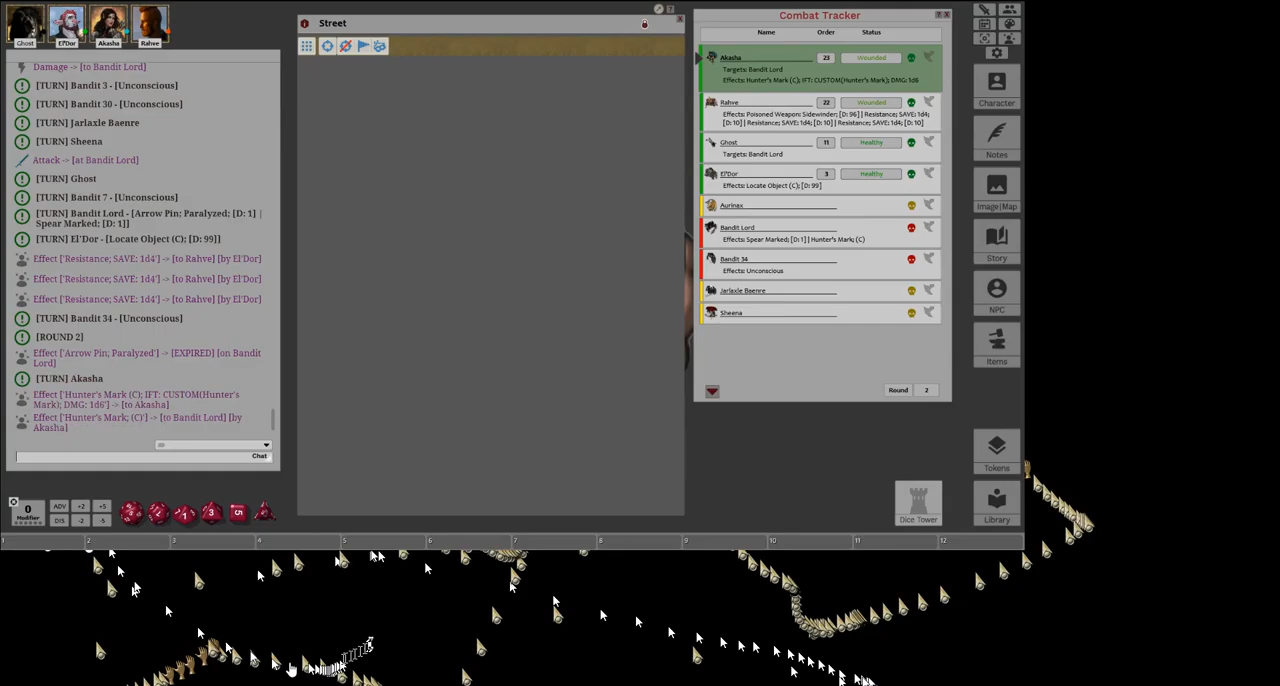 Ghost
El'Dor
Akasha
Rahve
Damage -> [to Bandit Lord]
[TURN] Bandit 3 - [Unconscious]
[TURN] Bandit 30 - [Unconscious]
[TURN] Jarlaxle Baenre
[TURN] Sheena
Attack -> [at Bandit Lord]
[TURN] Ghost
[TURN] Bandit 7 - [Unconscious]
[TURN] Bandit Lord - [Arrow Pin; Paralyzed; [D: 1] |
Spear Marked; [D: 1]]
[TURN] El'Dor - [Locate Object (C); [D: 99]]
Effect ['Resistance; SAVE: 1d4'] -> [to Rahve] [by El'Dor]
Effect ['Resistance; SAVE: 1d4'] -> [to Rahve] [by El'Dor]
Effect ['Resistance; SAVE: 1d4'] -> [to Rahve] [by El'Dor]
[TURN] Bandit 34 - [Unconscious]
[ROUND 2]
Effect ['Arrow Pin; Paralyzed'] -> [EXPIRED] [on Bandit
Lord]
[TURN] Akasha
Effect ['Hunter's Mark (C); IFT: CUSTOM(Hunter's
Mark); DMG: 1d6'] -> [to Akasha]
Effect ['Hunter's Mark; (C)'] -> [to Bandit Lord] [by
Akasha]
Chat
0
Modifier
ADV
+2
+5
DIS
-2
-5
Street
Combat Tracker
Name Order Status
Akasha 23 Wounded
Targets: Bandit Lord
Effects: Hunter's Mark (C); IFT: CUSTOM(Hunter's Mark); DMG: 1d6
Rahve 22 Wounded
Effects: Poisoned Weapon: Sidewinder; [D: 96] | Resistance; SAVE: 1d4;
[D: 10] | Resistance; SAVE: 1d4; [D: 10] | Resistance; SAVE: 1d4; [D: 10]
Ghost 11 Healthy
Targets: Bandit Lord
El'Dor 3 Healthy
Effects: Locate Object (C); [D: 99]
Aurinax
Bandit Lord
Effects: Spear Marked; [D: 1] | Hunter's Mark; (C)
Bandit 34
Effects: Unconscious
Jarlaxle Baenre
Sheena
Round 2
Character
Notes
Image|Map
Story
NPC
Items
Tokens
Library
Dice Tower
1 2 3 4 5 6 7 8 9 10 11 12